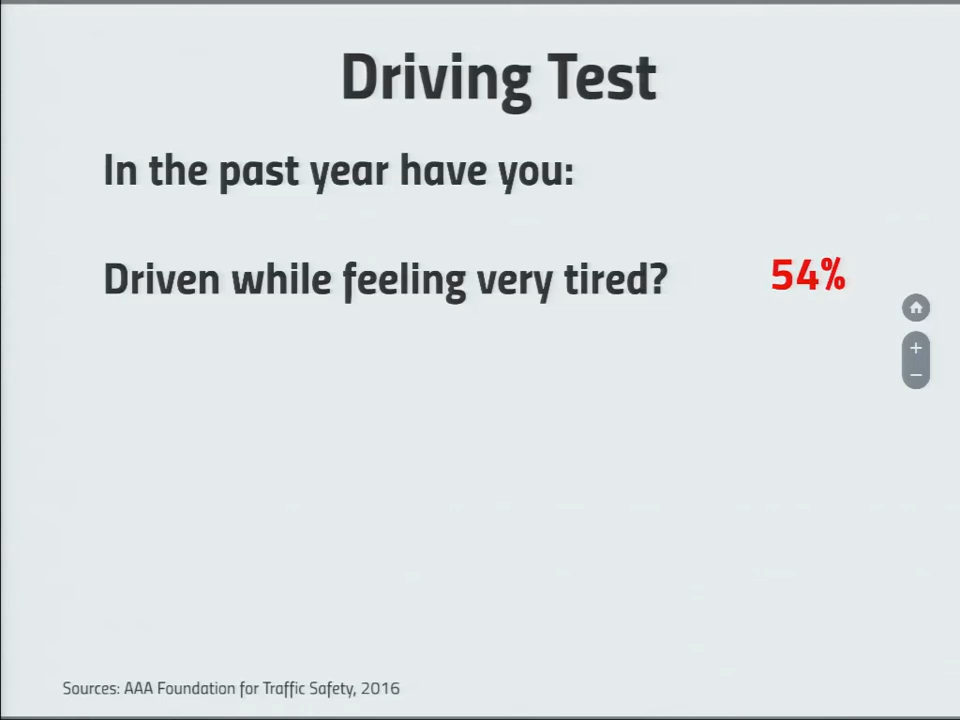 Driving Test
In the past year have you:
Driven while feeling very tired? 54%
Sources: AAA Foundation for Traffic Safety, 2016